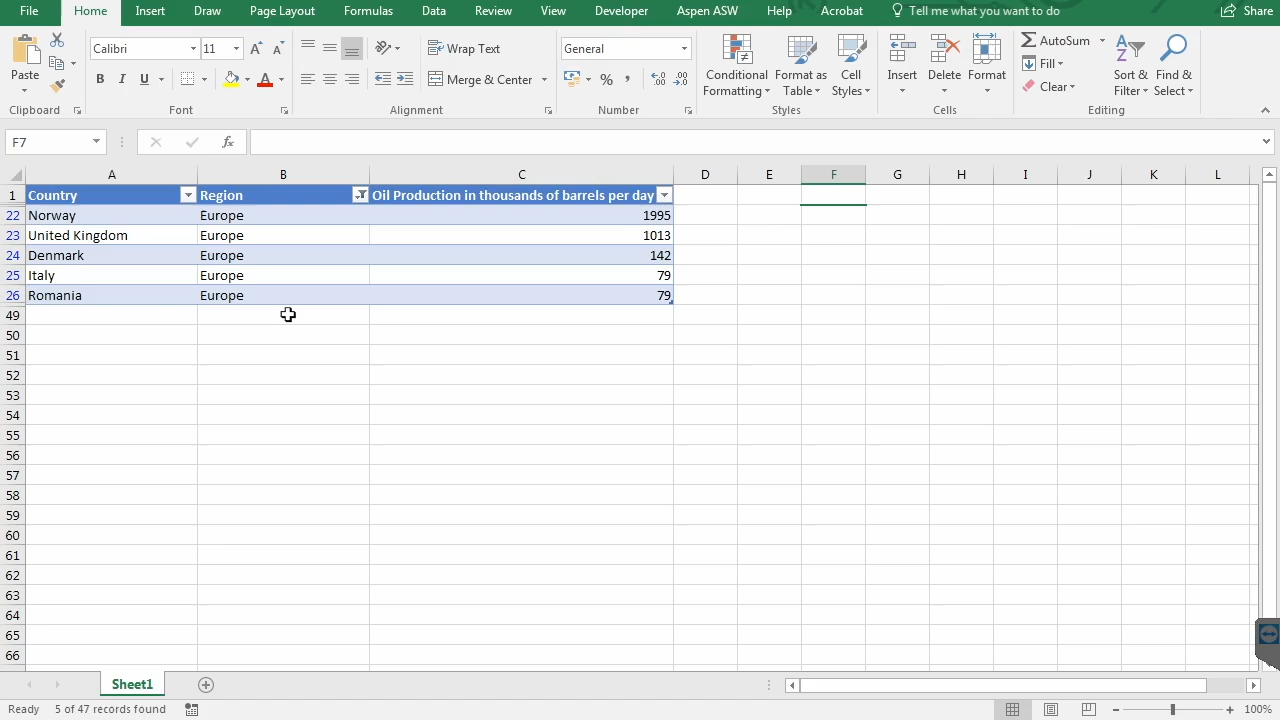 File Home Insert Draw Page Layout Formulas Data Review View Developer Aspen ASW Help Acrobat Tell me what you want to do Share
Paste
Clipboard
Calibri 11
B I U
Font
Wrap Text
Merge & Center
Alignment
General
% ,
Number
Conditional Formatting
Format as Table
Cell Styles
Styles
Insert
Delete
Format
Cells
AutoSum
Fill
Clear
Sort & Filter
Find & Select
Editing
F7 fx
A B C D E F G H I J K L
1 Country Region Oil Production in thousands of barrels per day
22 Norway Europe 1995
23 United Kingdom Europe 1013
24 Denmark Europe 142
25 Italy Europe 79
26 Romania Europe 79
49
50
51
52
53
54
55
56
57
58
59
60
61
62
63
64
65
66
Sheet1
Ready 5 of 47 records found 100%